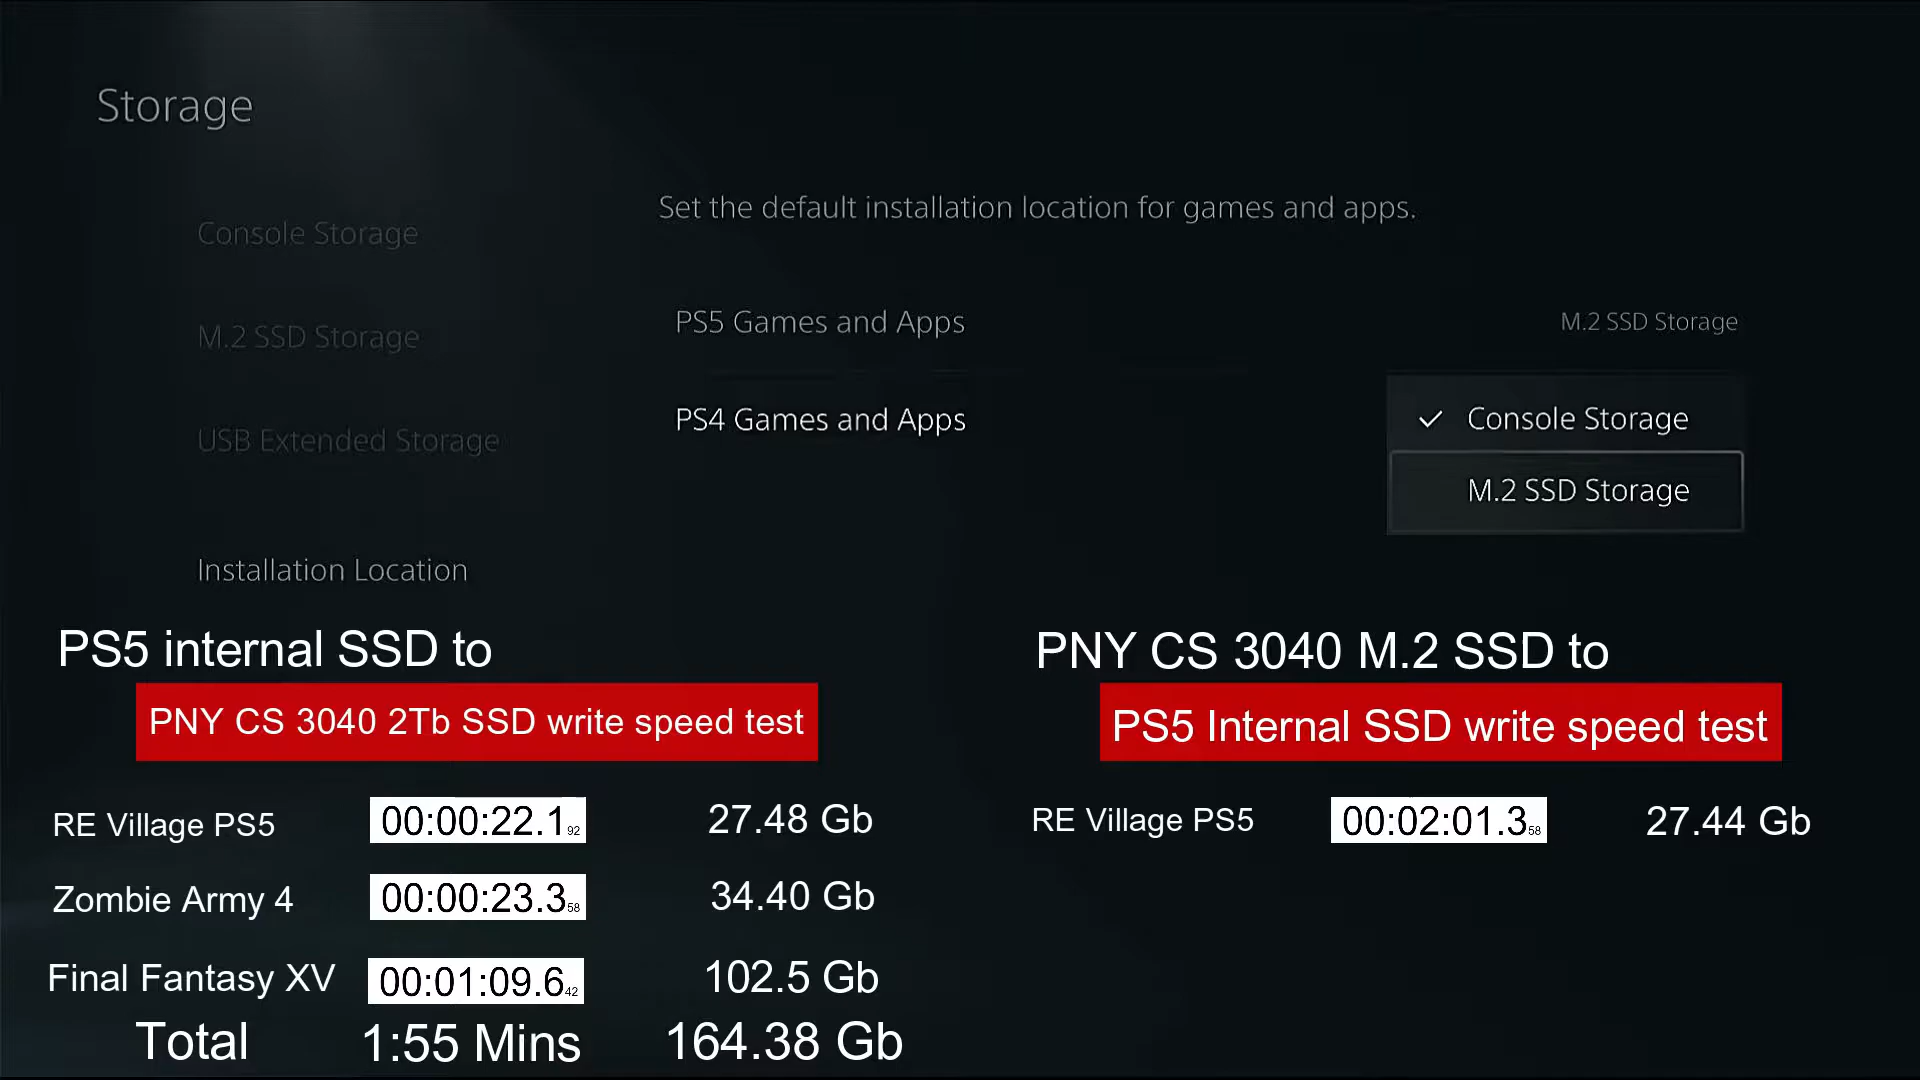 Storage
Set the default installation location for games and apps.
Console Storage
PS5 Games and Apps
M.2 SSD Storage
M.2 SSD Storage
PS4 Games and Apps
✓ Console Storage
USB Extended Storage
M.2 SSD Storage
Installation Location
PS5 internal SSD to
PNY CS 3040 2Tb SSD write speed test
RE Village PS5 00:00:22.192 27.48 Gb
Zombie Army 4 00:00:23.358 34.40 Gb
Final Fantasy XV 00:01:09.642 102.5 Gb
Total 1:55 Mins 164.38 Gb
PNY CS 3040 M.2 SSD to
PS5 Internal SSD write speed test
RE Village PS5 00:02:01.358 27.44 Gb